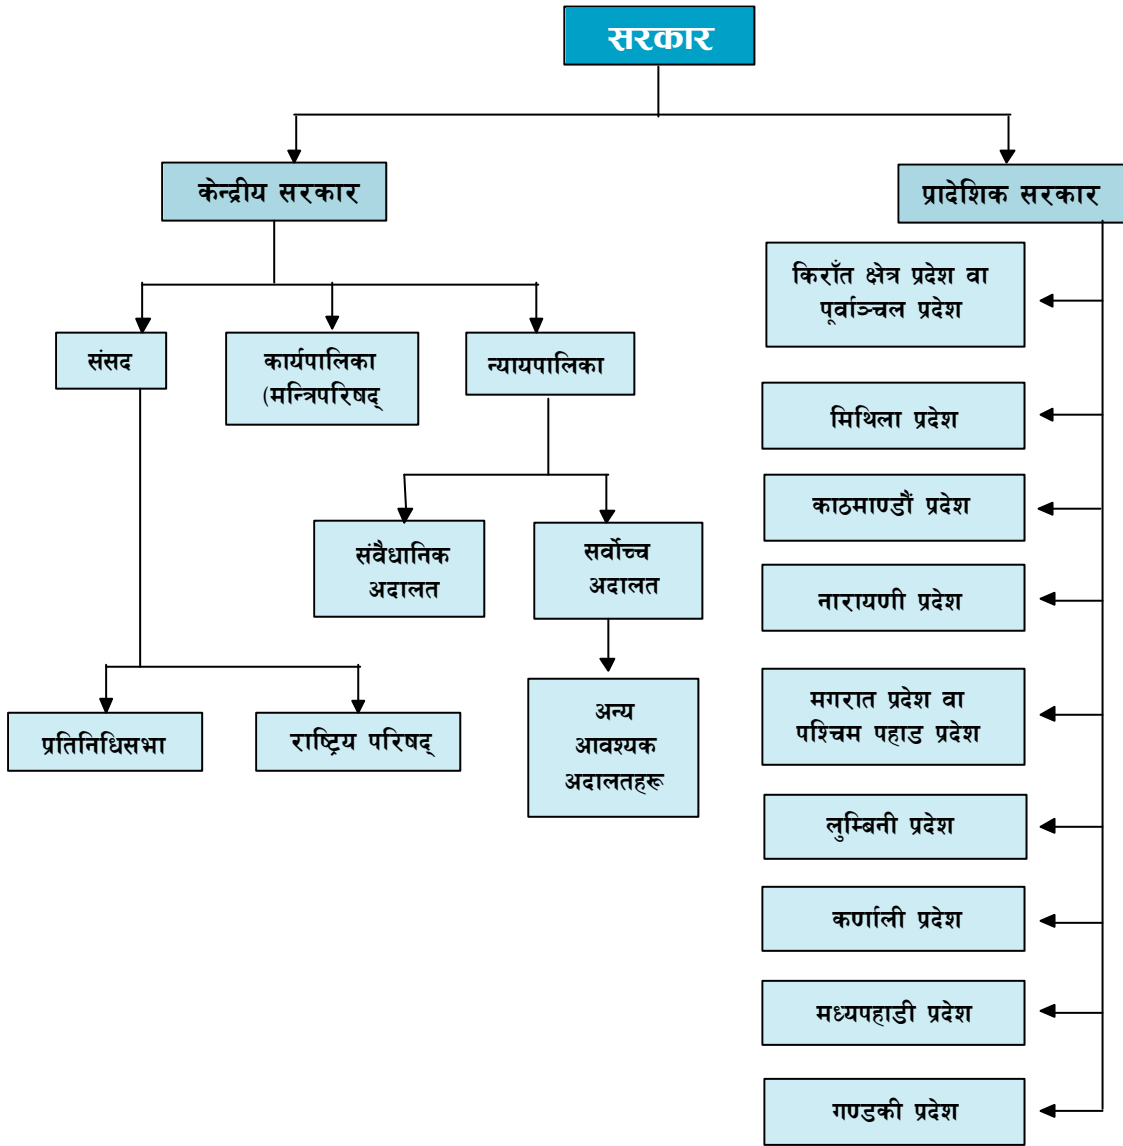 सरकार
केन्द्रीय सरकार
प्रादेशिक सरकार
संसद
कार्यपालिका
(मन्त्रिपरिषद्
न्यायपालिका
संवैधानिक
अदालत
सर्वोच्च
अदालत
अन्य
आवश्यक
अदालतहरू
प्रतिनिधिसभा
राष्ट्रिय परिषद्
किराँत क्षेत्र प्रदेश वा
पूर्वाञ्चल प्रदेश
मिथिला प्रदेश
काठमाण्डौं प्रदेश
नारायणी प्रदेश
मगरात प्रदेश वा
पश्चिम पहाड प्रदेश
लुम्बिनी प्रदेश
कर्णाली प्रदेश
मध्यपहाडी प्रदेश
गण्डकी प्रदेश